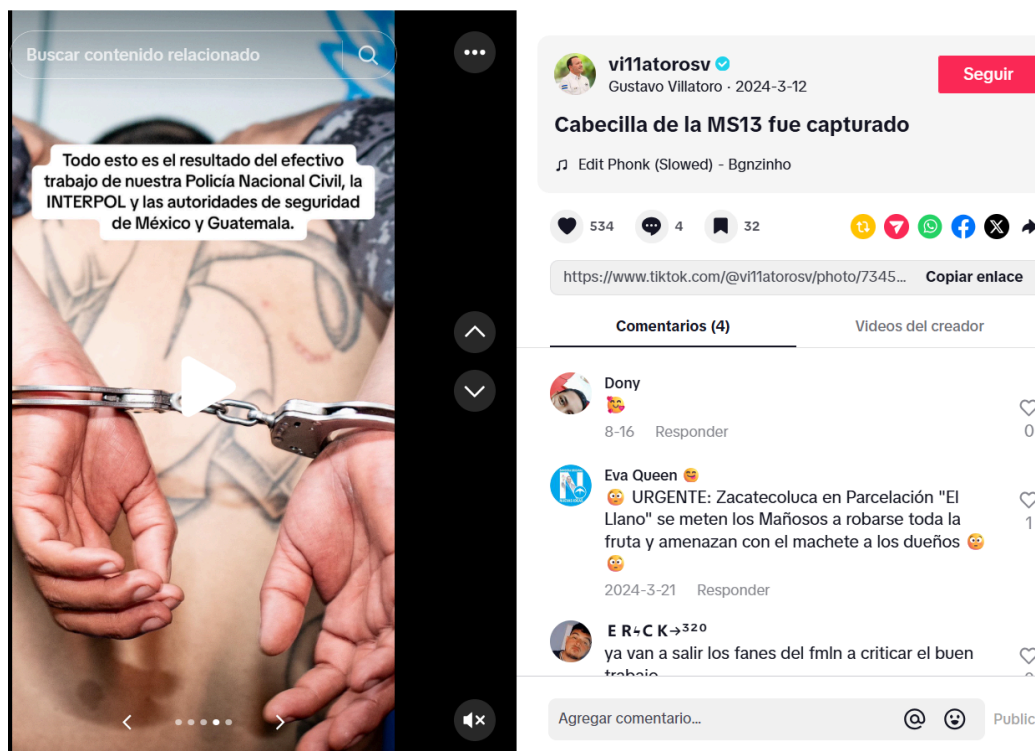 Buscar contenido relacionado
Todo esto es el resultado del efectivo
trabajo de nuestra Policía Nacional Civil, la
INTERPOL y las autoridades de seguridad
de México y Guatemala.
vi11atorosv
Gustavo Villatoro · 2024-3-12
Seguir
Cabecilla de la MS13 fue capturado
Edit Phonk (Slowed) - Bgnzinho
534
4
32
https://www.tiktok.com/@vi11atorosv/photo/7345...
Copiar enlace
Comentarios (4)
Videos del creador
Dony
🥰
8-16 Responder
0
Eva Queen 🥰
😳 URGENTE: Zacatecoluca en Parcelación "El
Llano" se meten los Mañosos a robarse toda la
fruta y amenazan con el machete a los dueños 😳
😳
1
2024-3-21 Responder
E R⭍C K→³²⁰
ya van a salir los fanes del fmln a criticar el buen
trabajo
Agregar comentario...
Public